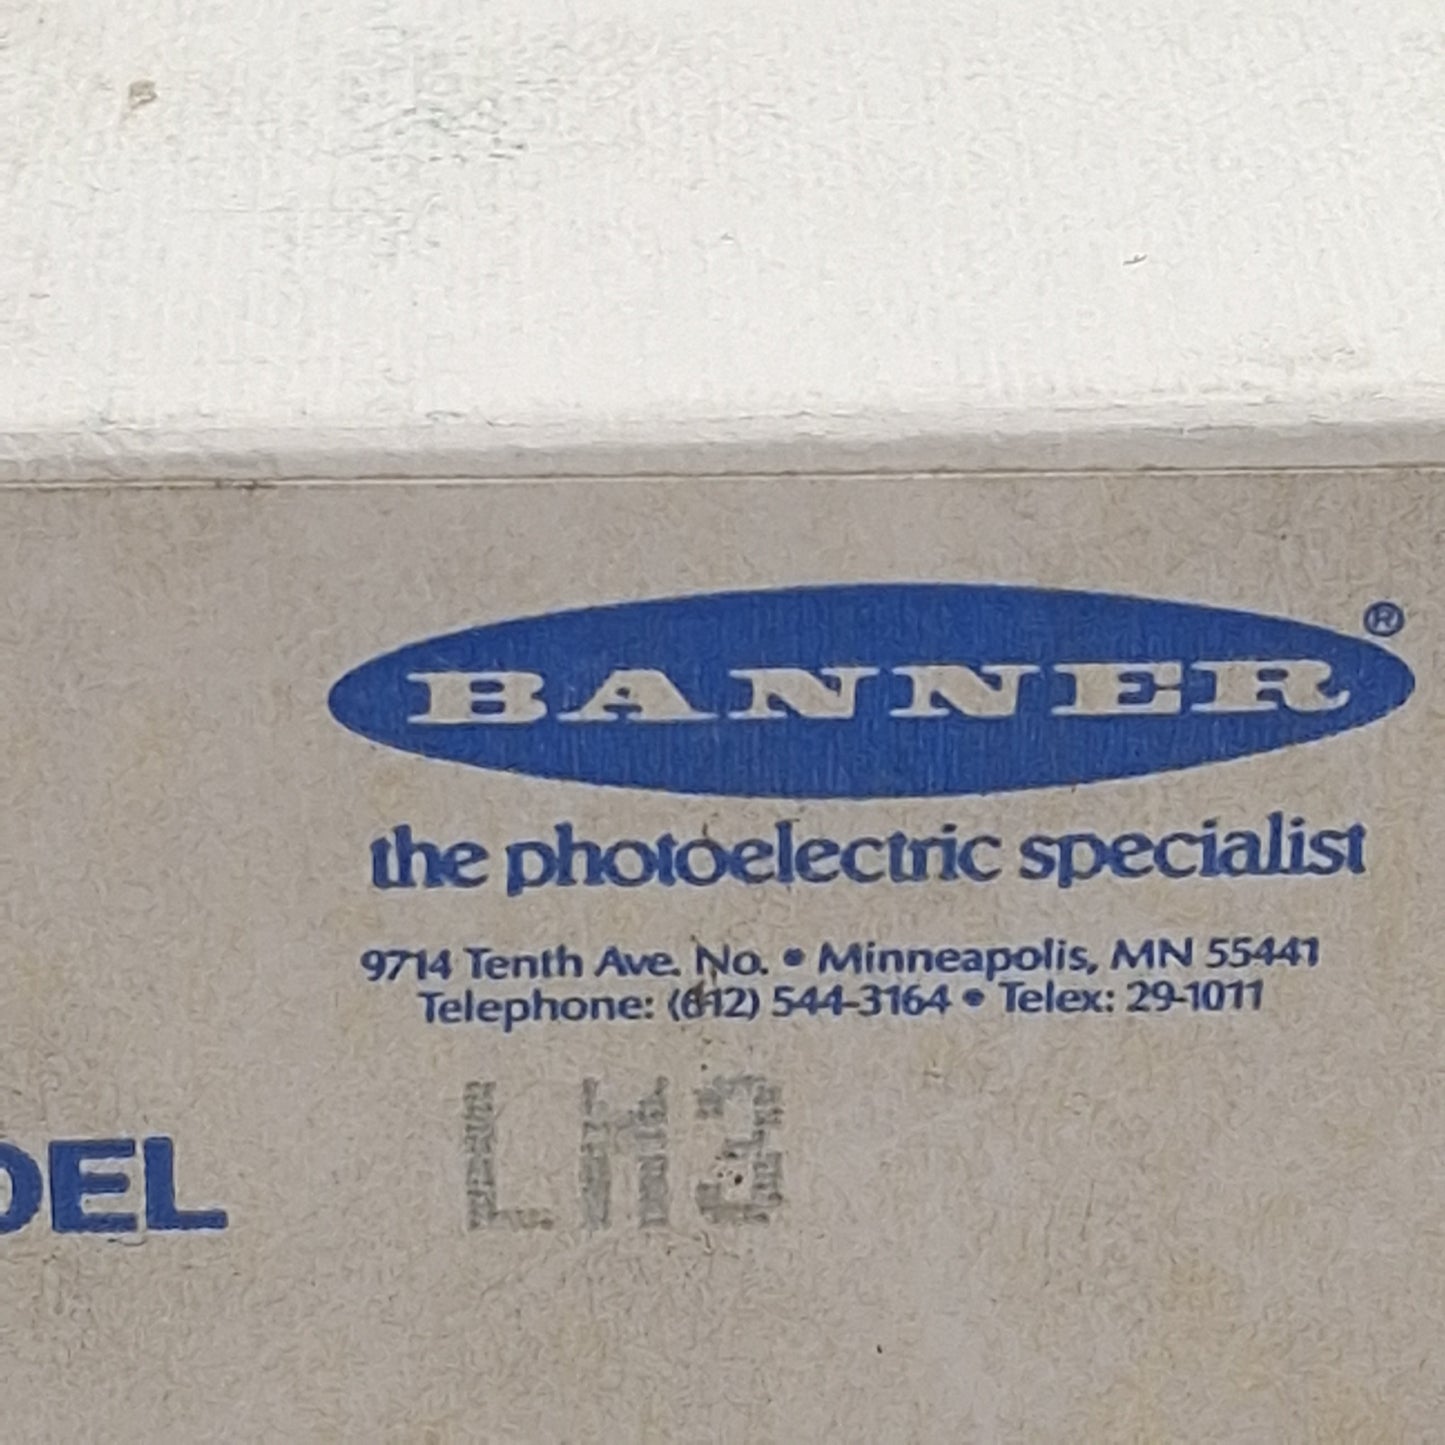 BANNER®
the photoelectric specialist
9714 Tenth Ave. No. • Minneapolis, MN 55441
Telephone: (612) 544-3164 • Telex: 29-1011
DEL LM3